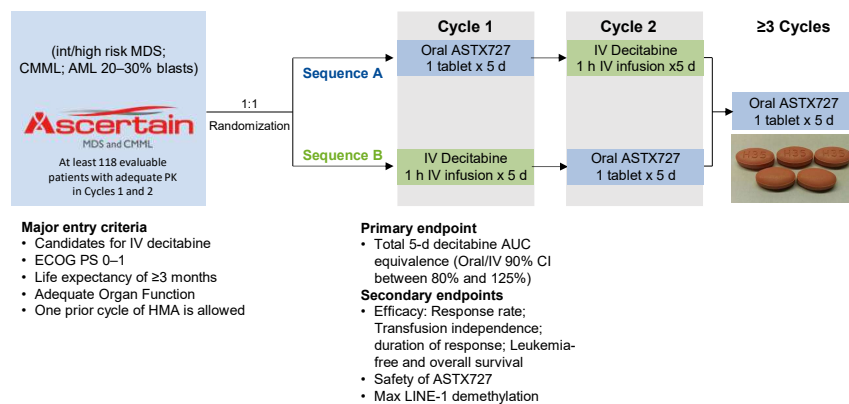 (int/high risk MDS;
CMML; AML 20–30% blasts)
Ascertain
MDS and CMML
At least 118 evaluable
patients with adequate PK
in Cycles 1 and 2
1:1
Randomization
Sequence A
Sequence B
Cycle 1
Oral ASTX727
1 tablet x 5 d
IV Decitabine
1 h IV infusion x 5 d
Cycle 2
IV Decitabine
1 h IV infusion x5 d
Oral ASTX727
1 tablet x 5 d
≥3 Cycles
Oral ASTX727
1 tablet x 5 d
H35
H35
H35
Major entry criteria
• Candidates for IV decitabine
• ECOG PS 0–1
• Life expectancy of ≥3 months
• Adequate Organ Function
• One prior cycle of HMA is allowed
Primary endpoint
• Total 5-d decitabine AUC
equivalence (Oral/IV 90% CI
between 80% and 125%)
Secondary endpoints
• Efficacy: Response rate;
Transfusion independence;
duration of response; Leukemia-
free and overall survival
• Safety of ASTX727
• Max LINE-1 demethylation